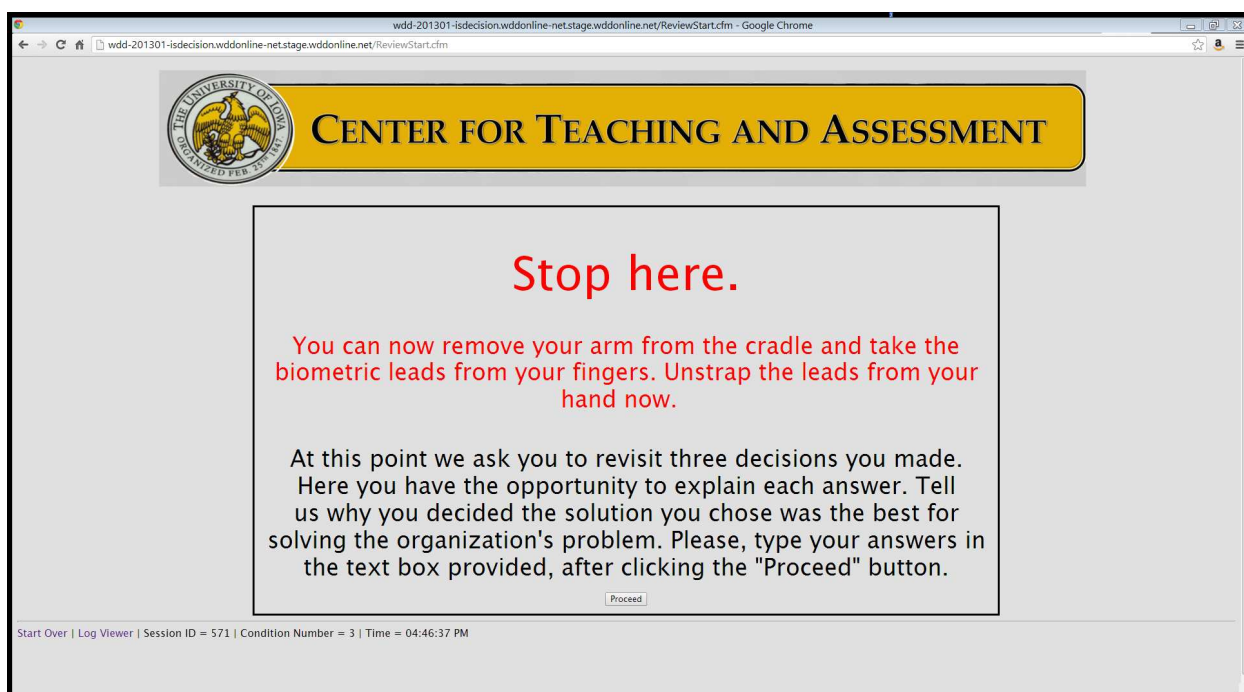 wdd-201301-isdecision.wddonline-net.stage.wddonline.net/ReviewStart.cfm - Google Chrome
wdd-201301-isdecision.wddonline-net.stage.wddonline.net/ReviewStart.cfm
THE UNIVERSITY OF IOWA
ORGANIZED FEB. 25TH 1847.
CENTER FOR TEACHING AND ASSESSMENT
Stop here.
You can now remove your arm from the cradle and take the
biometric leads from your fingers. Unstrap the leads from your
hand now.
At this point we ask you to revisit three decisions you made.
Here you have the opportunity to explain each answer. Tell
us why you decided the solution you chose was the best for
solving the organization's problem. Please, type your answers in
the text box provided, after clicking the "Proceed" button.
Proceed
Start Over | Log Viewer | Session ID = 571 | Condition Number = 3 | Time = 04:46:37 PM